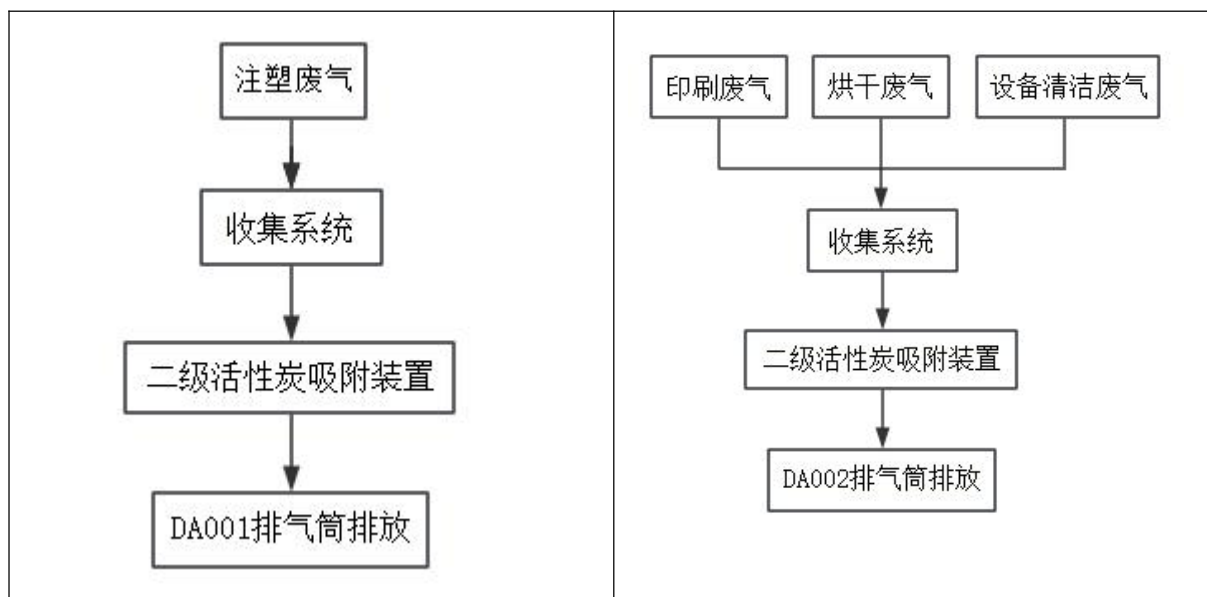 注塑废气
收集系统
二级活性炭吸附装置
DA001排气筒排放
印刷废气
烘干废气
设备清洁废气
收集系统
二级活性炭吸附装置
DA002排气筒排放